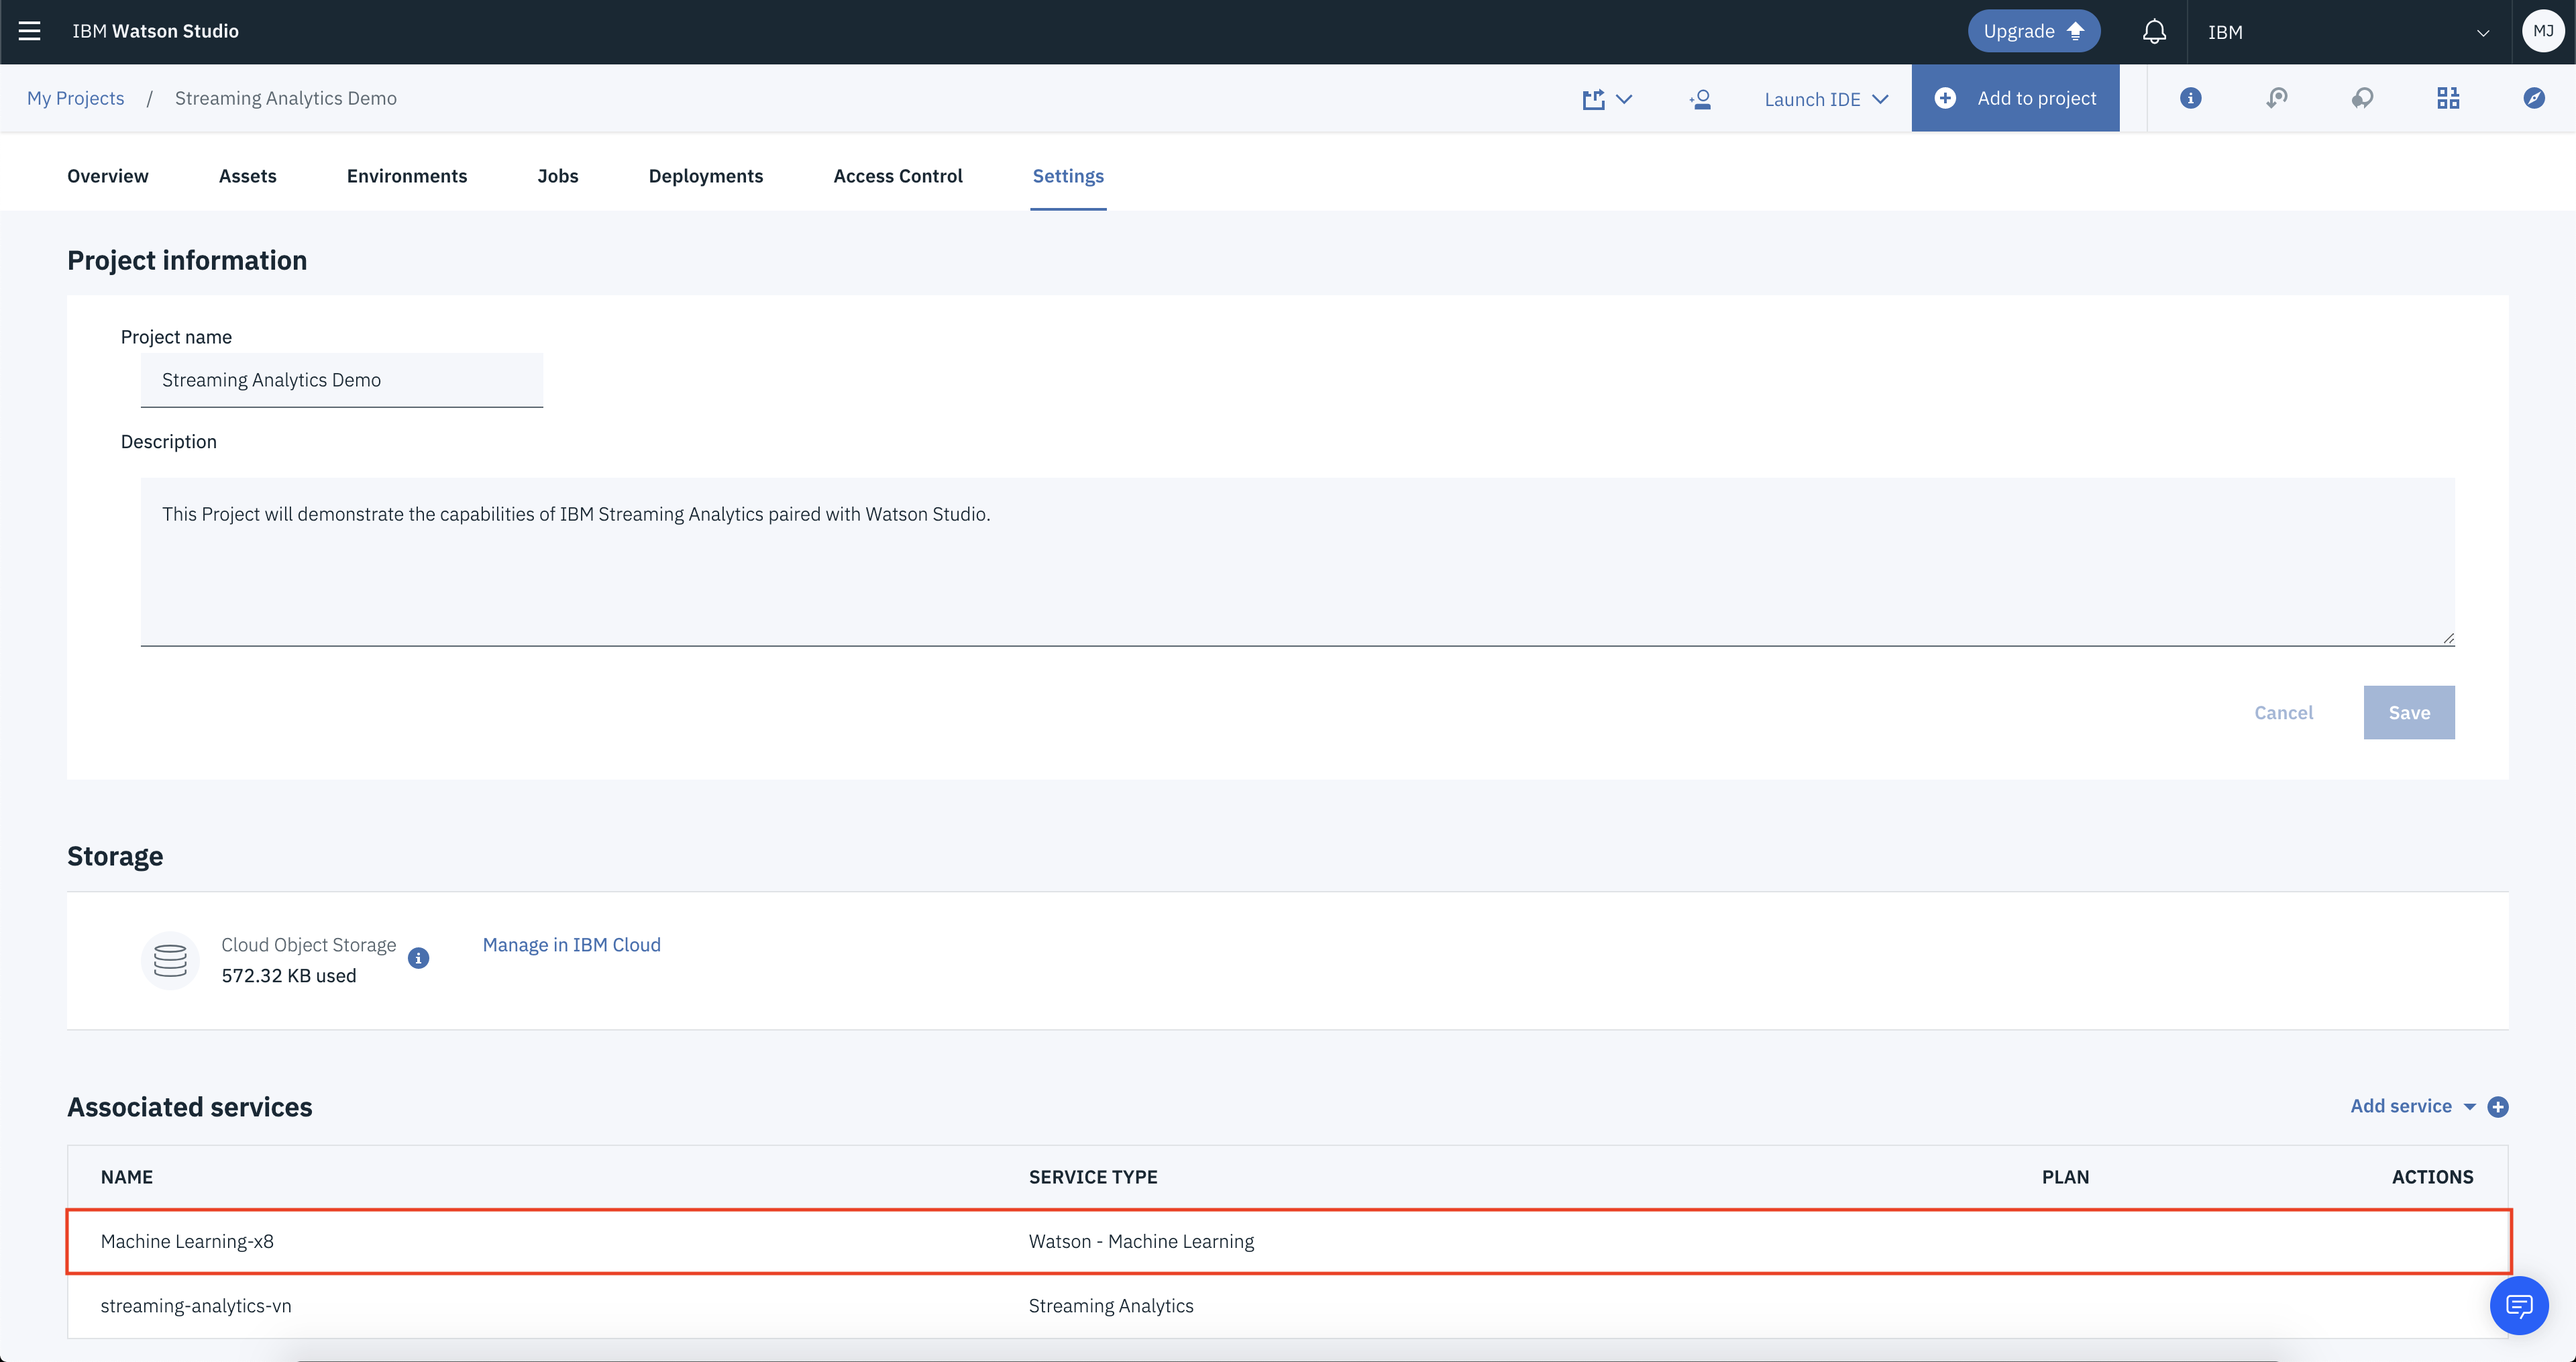 IBM Watson Studio
Upgrade
IBM
MJ
My Projects / Streaming Analytics Demo
Launch IDE
Add to project
Overview
Assets
Environments
Jobs
Deployments
Access Control
Settings
Project information
Project name
Streaming Analytics Demo
Description
This Project will demonstrate the capabilities of IBM Streaming Analytics paired with Watson Studio.
Cancel
Save
Storage
Cloud Object Storage
Manage in IBM Cloud
572.32 KB used
Associated services
Add service
NAME SERVICE TYPE PLAN ACTIONS
Machine Learning-x8 Watson - Machine Learning
streaming-analytics-vn Streaming Analytics